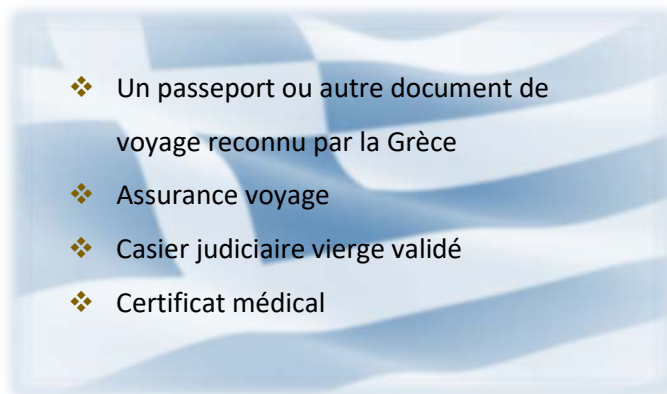 ❖ Un passeport ou autre document de
voyage reconnu par la Grèce
❖ Assurance voyage
❖ Casier judiciaire vierge validé
❖ Certificat médical